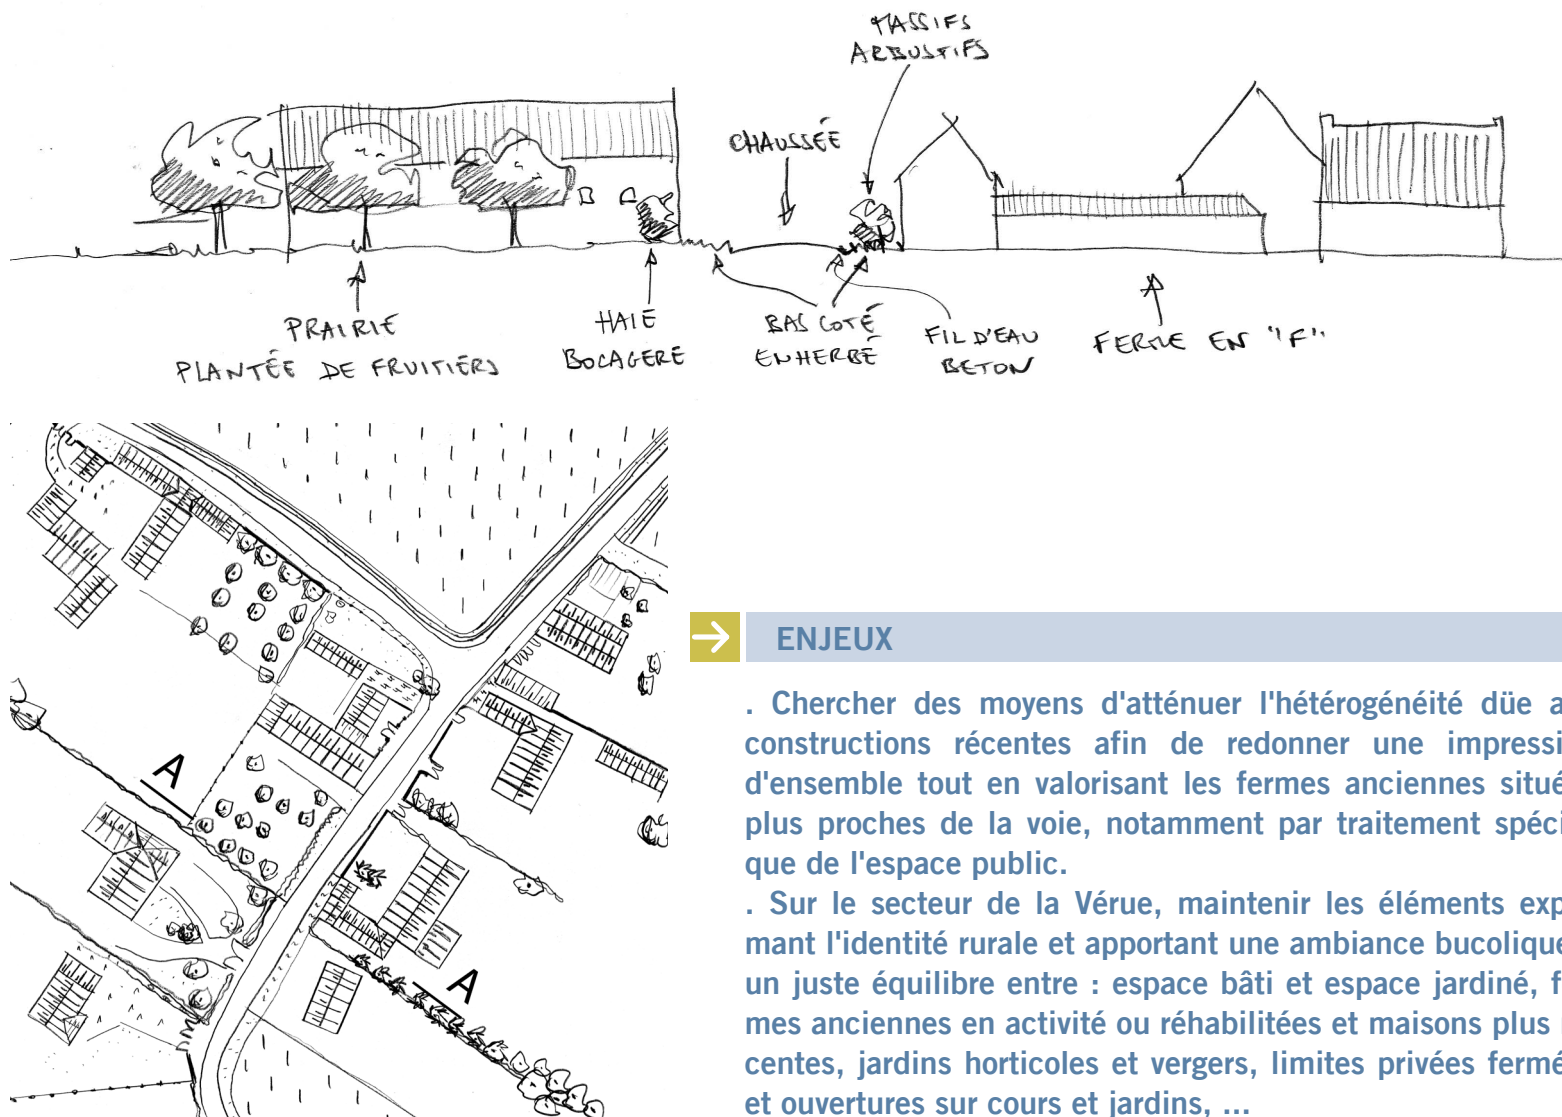 MASSIFS
ARBUSTIFS
CHAUSSÉE
PRAIRIE
PLANTÉE DE FRUITIERS
HAIE
BOCAGERE
BAS COTÉ
ENHERBÉ
FIL D'EAU
BETON
FERME EN "F"
A
A
ENJEUX
. Chercher des moyens d'atténuer l'hétérogénéité düe a
constructions récentes afin de redonner une impressi
d'ensemble tout en valorisant les fermes anciennes situé
plus proches de la voie, notamment par traitement spéci
que de l'espace public.
. Sur le secteur de la Vérue, maintenir les éléments exp
mant l'identité rurale et apportant une ambiance bucolique
un juste équilibre entre : espace bâti et espace jardiné, f
mes anciennes en activité ou réhabilitées et maisons plus
centes, jardins horticoles et vergers, limites privées fermé
et ouvertures sur cours et jardins, ...